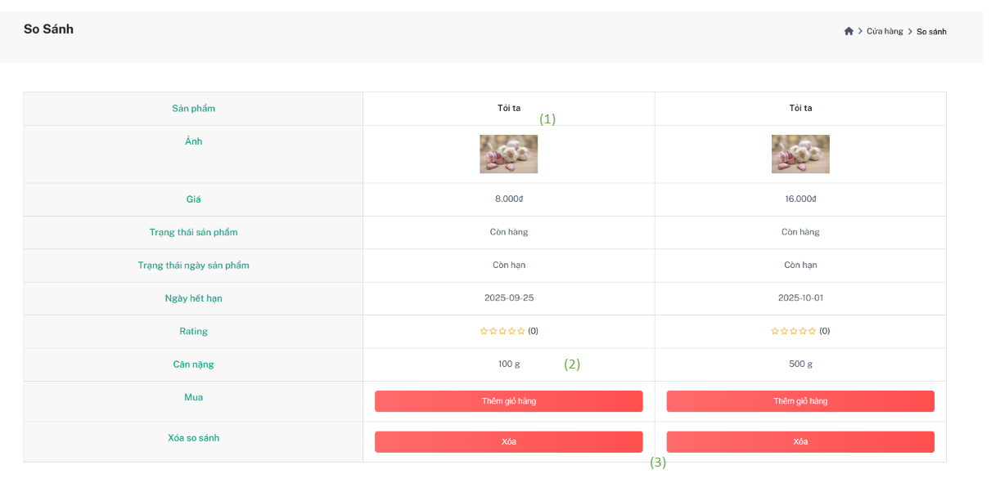 So Sánh
> Cửa hàng > So sánh
Sản phẩm Tỏi ta Tỏi ta
(1)
Ảnh
Giá 8.000đ 16.000đ
Trạng thái sản phẩm Còn hàng Còn hàng
Trạng thái ngày sản phẩm Còn hạn Còn hạn
Ngày hết hạn 2025-09-25 2025-10-01
Rating (0) (0)
Cân nặng 100 g (2) 500 g
Mua Thêm giỏ hàng Thêm giỏ hàng
Xóa so sánh Xóa Xóa
(3)